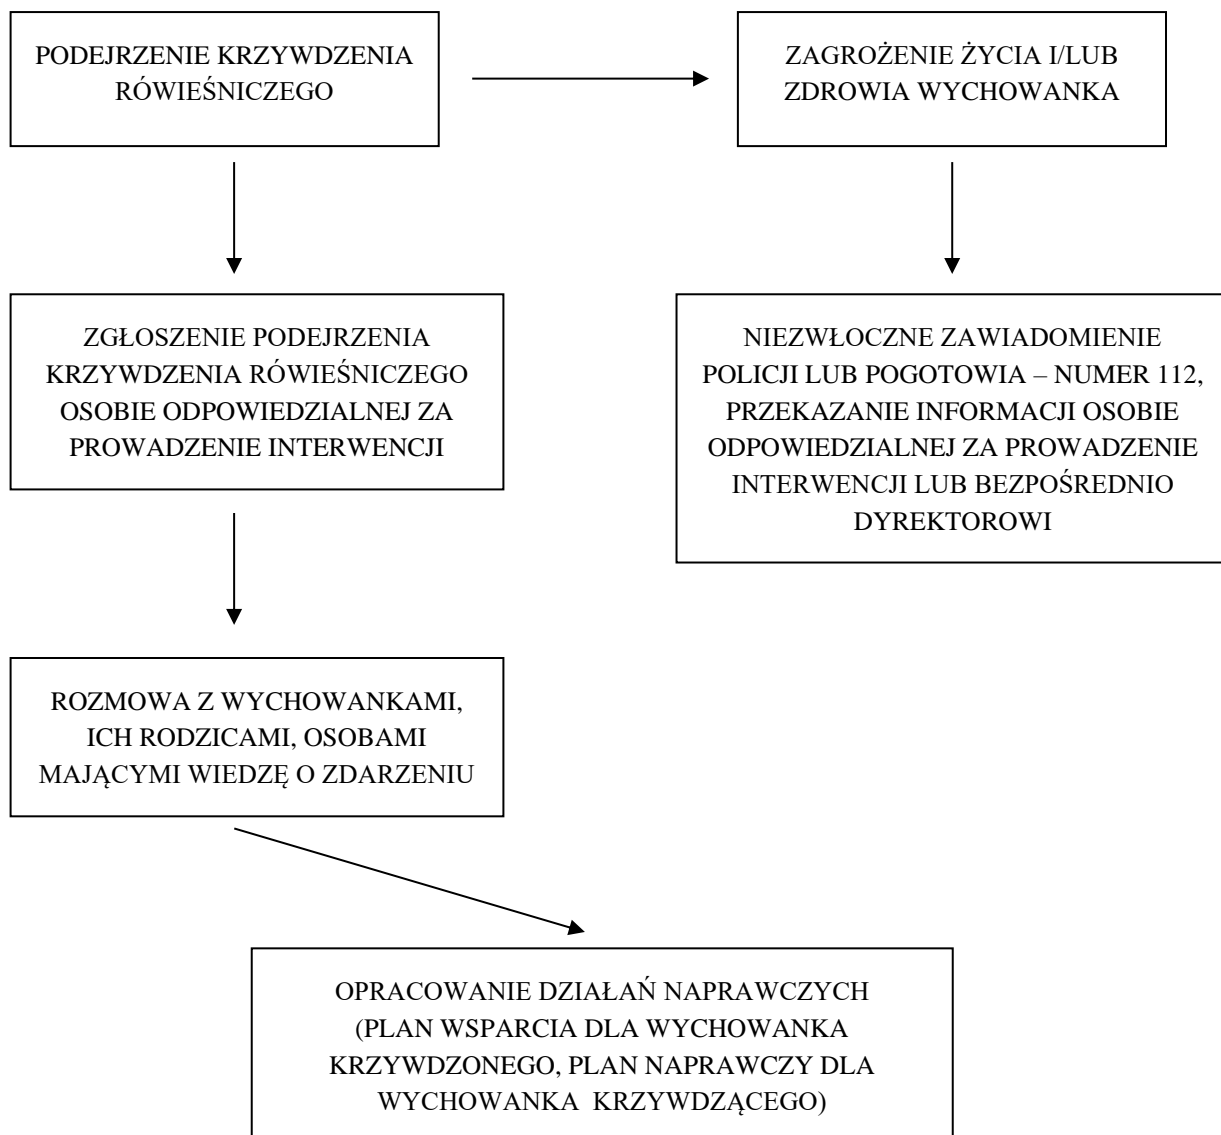 PODEJRZENIE KRZYWDZENIA
RÓWIEŚNICZEGO
ZAGROŻENIE ŻYCIA I/LUB
ZDROWIA WYCHOWANKA
ZGŁOSZENIE PODEJRZENIA
KRZYWDZENIA RÓWIEŚNICZEGO
OSOBIE ODPOWIEDZIALNEJ ZA
PROWADZENIE INTERWENCJI
NIEZWŁOCZNE ZAWIADOMIENIE
POLICJI LUB POGOTOWIA – NUMER 112,
PRZEKAZANIE INFORMACJI OSOBIE
ODPOWIEDZIALNEJ ZA PROWADZENIE
INTERWENCJI LUB BEZPOŚREDNIO
DYREKTOROWI
ROZMOWA Z WYCHOWANKAMI,
ICH RODZICAMI, OSOBAMI
MAJĄCYMI WIEDZĘ O ZDARZENIU
OPRACOWANIE DZIAŁAŃ NAPRAWCZYCH
(PLAN WSPARCIA DLA WYCHOWANKA
KRZYWDZONEGO, PLAN NAPRAWCZY DLA
WYCHOWANKA KRZYWDZĄCEGO)